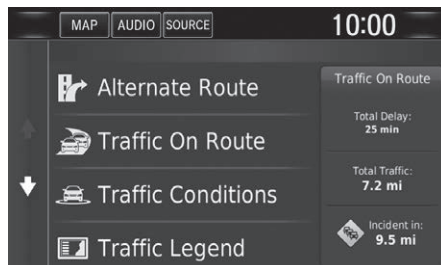 MAP AUDIO SOURCE 10:00
Alternate Route
Traffic On Route
Traffic Conditions
Traffic Legend
Traffic On Route
Total Delay:
25 min
Total Traffic:
7.2 mi
Incident in:
9.5 mi